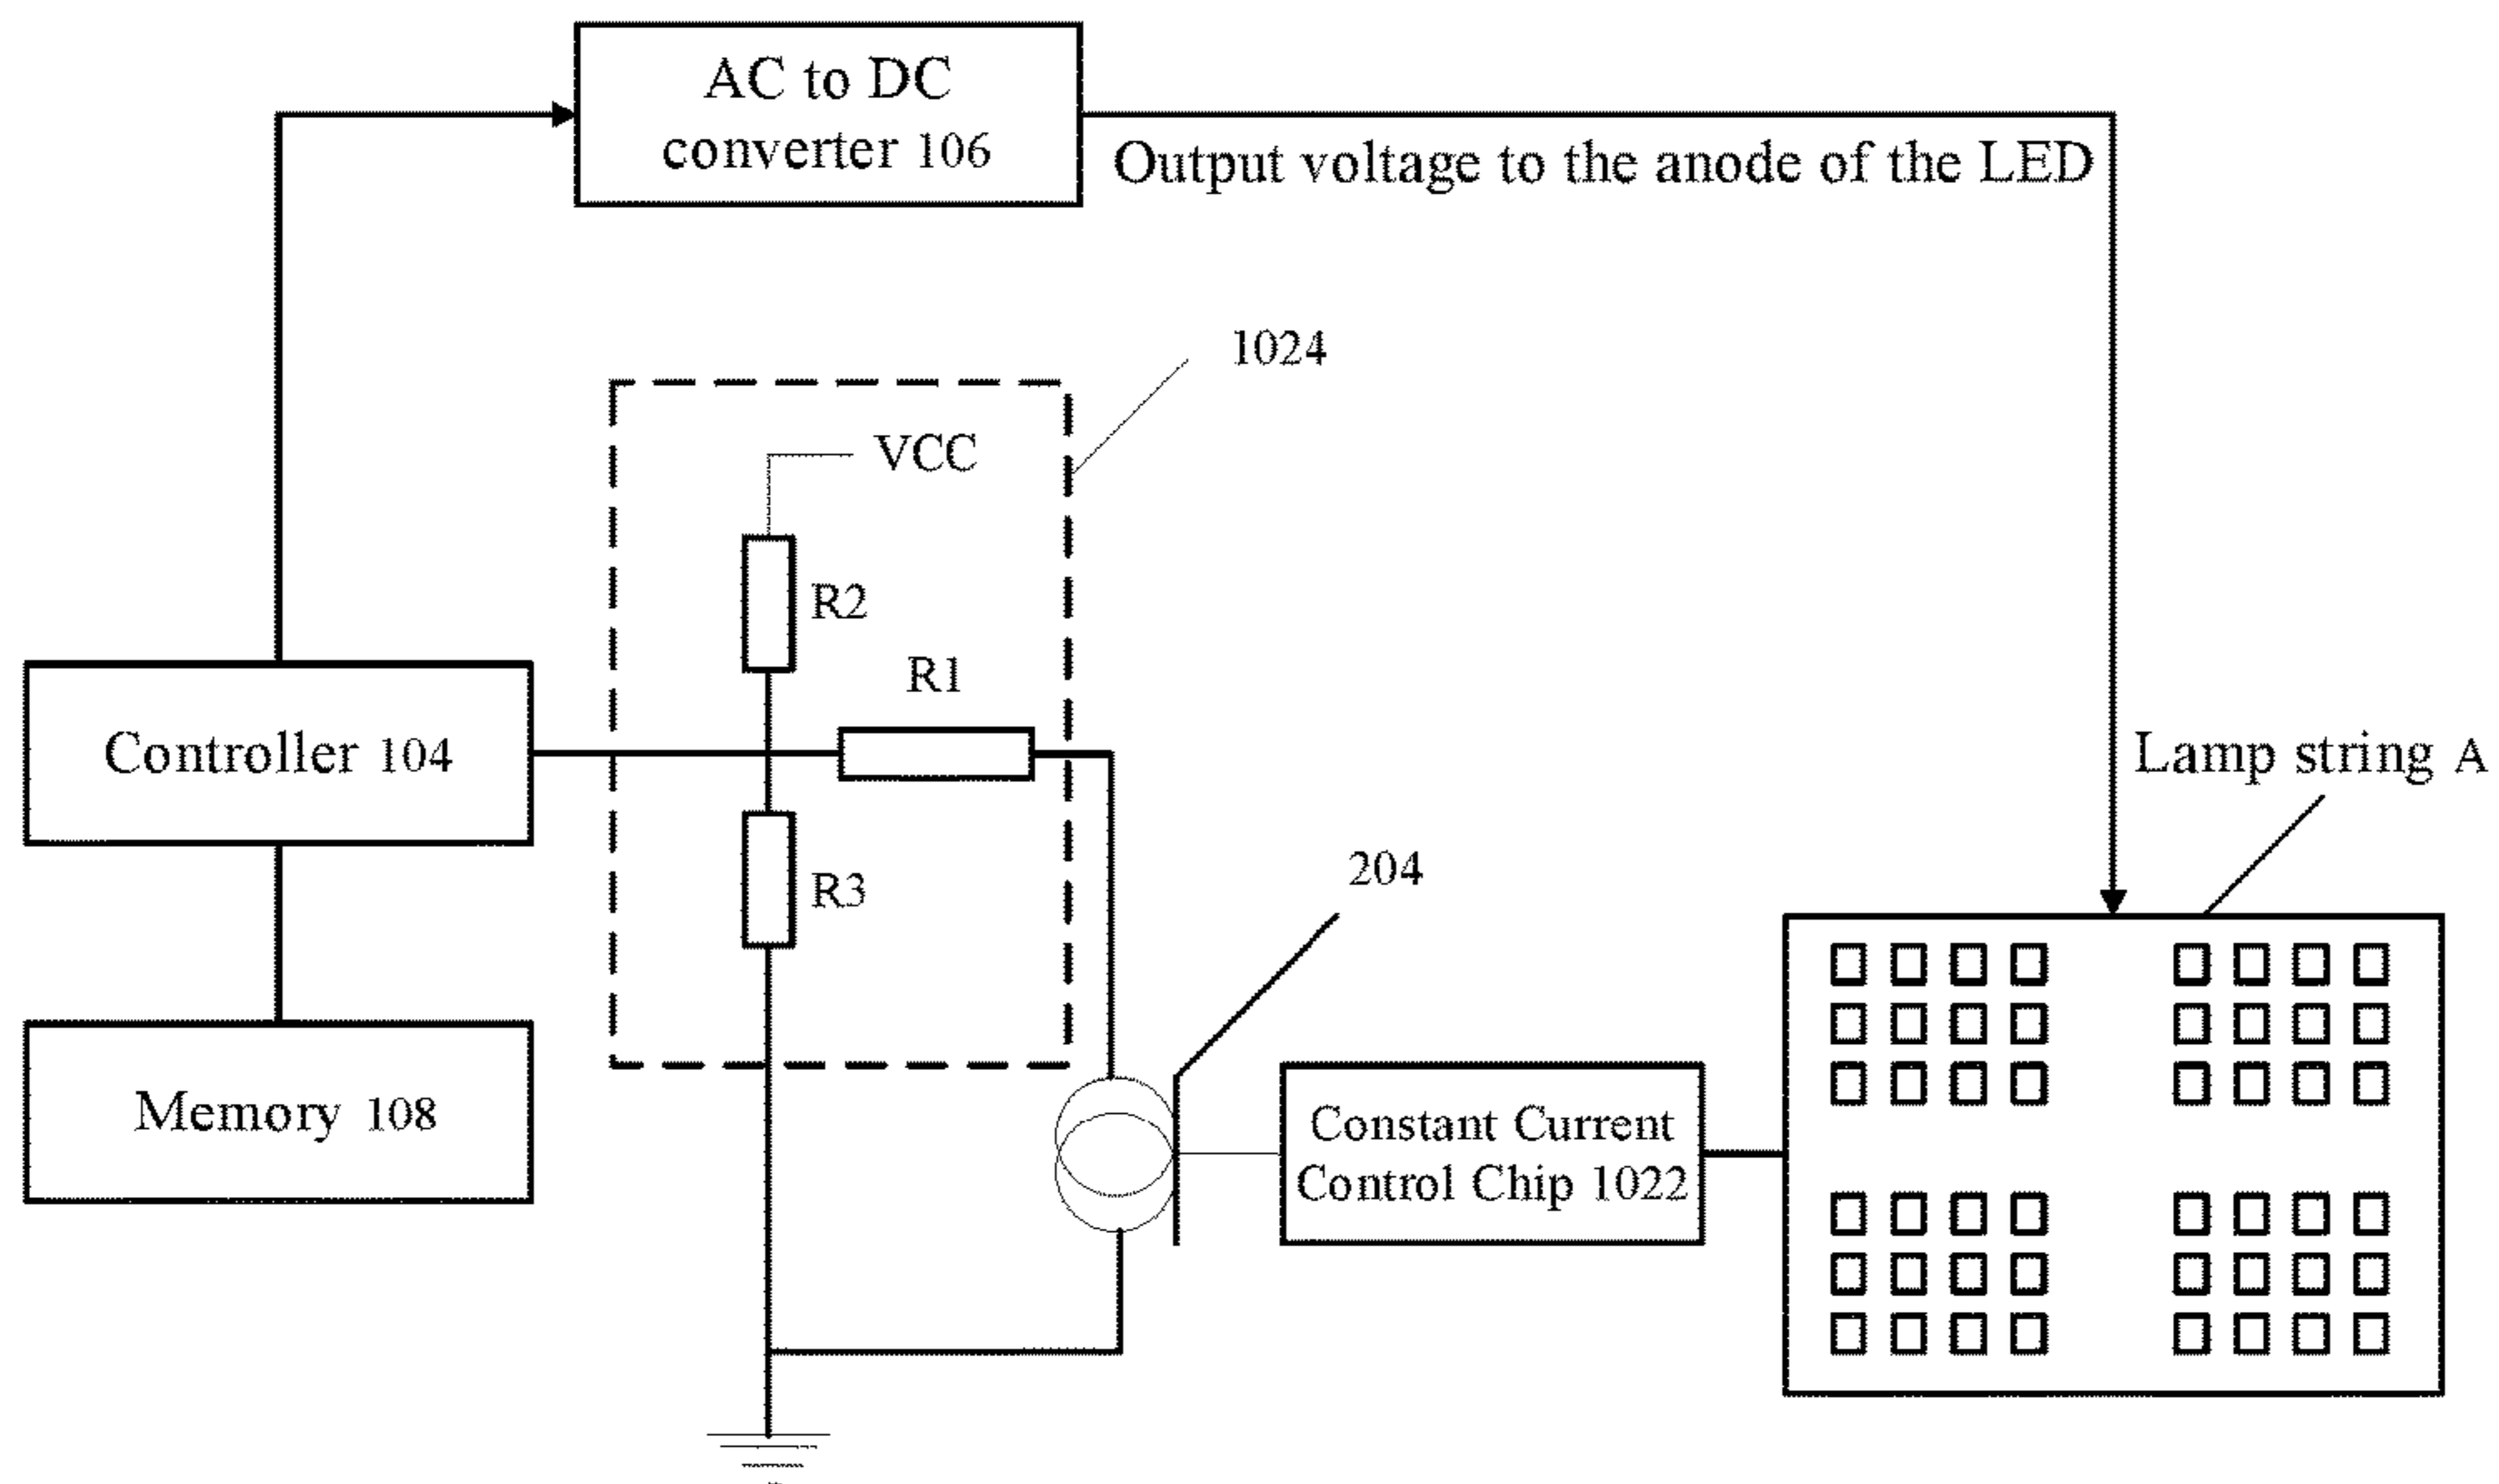 AC to DC
converter 106
Output voltage to the anode of the LED
1024
VCC
R2
R1
Controller 104
Lamp string A
204
R3
Memory 108
Constant Current
Control Chip 1022